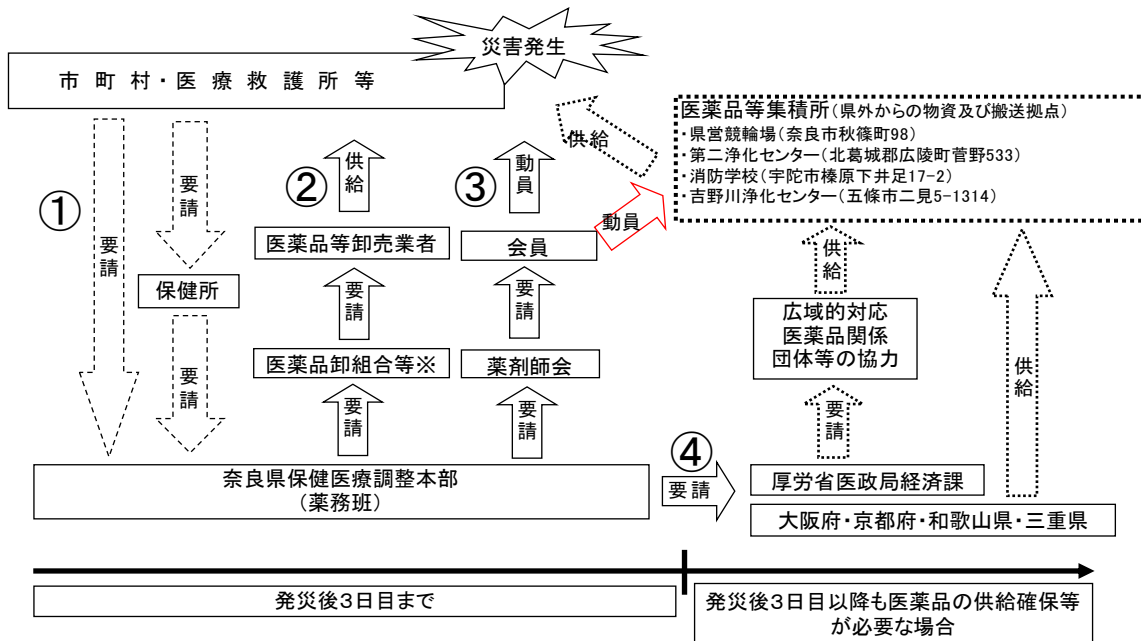 災害発生
市町村・医療救護所等
①
要請
要請
保健所
要請
②
供給
医薬品等卸売業者
要請
医薬品卸組合等※
要請
③
動員
会員
要請
薬剤師会
要請
供給
動員
医薬品等集積所(県外からの物資及び搬送拠点)
・県営競輪場(奈良市秋篠町98)
・第二浄化センター(北葛城郡広陵町菅野533)
・消防学校(宇陀市榛原下井足17-2)
・吉野川浄化センター(五條市二見5-1314)
供給
広域的対応
医薬品関係
団体等の協力
要請
供給
奈良県保健医療調整本部
(薬務班)
④
要請
厚労省医政局経済課
大阪府・京都府・和歌山県・三重県
発災後3日目まで
発災後3日目以降も医薬品の供給確保等
が必要な場合